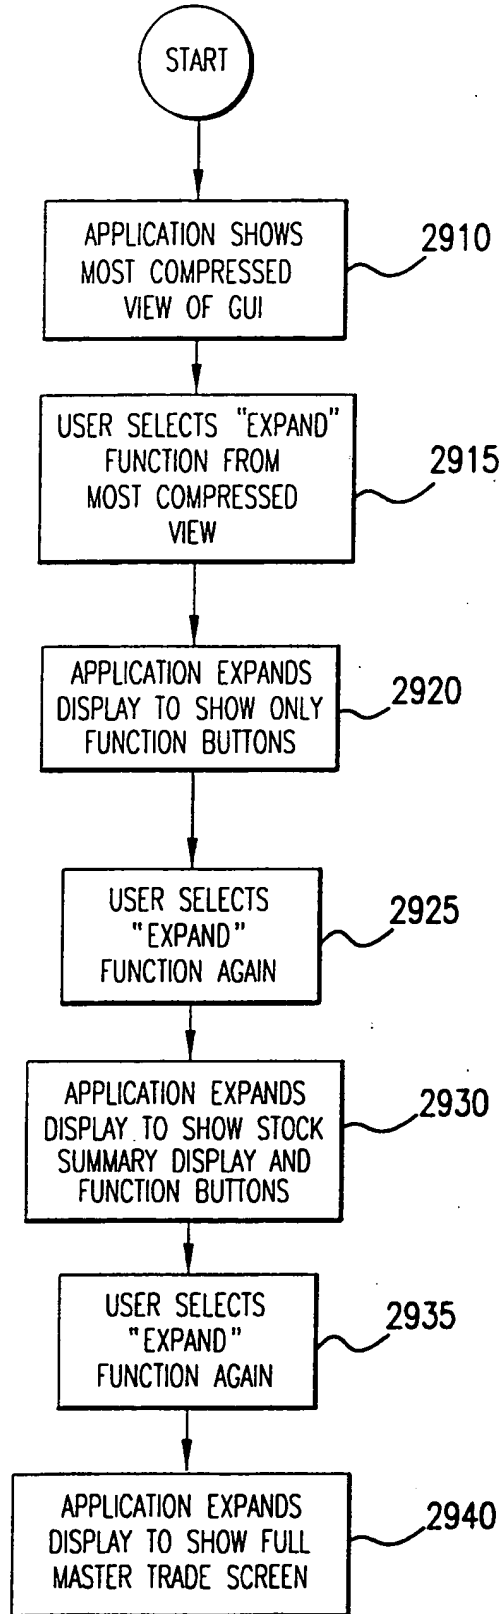 START
APPLICATION SHOWS
MOST COMPRESSED
VIEW OF GUI
2910
USER SELECTS "EXPAND"
FUNCTION FROM
MOST COMPRESSED
VIEW
2915
APPLICATION EXPANDS
DISPLAY TO SHOW ONLY
FUNCTION BUTTONS
2920
USER SELECTS
"EXPAND"
FUNCTION AGAIN
2925
APPLICATION EXPANDS
DISPLAY TO SHOW STOCK
SUMMARY DISPLAY AND
FUNCTION BUTTONS
2930
USER SELECTS
"EXPAND"
FUNCTION AGAIN
2935
APPLICATION EXPANDS
DISPLAY TO SHOW FULL
MASTER TRADE SCREEN
2940